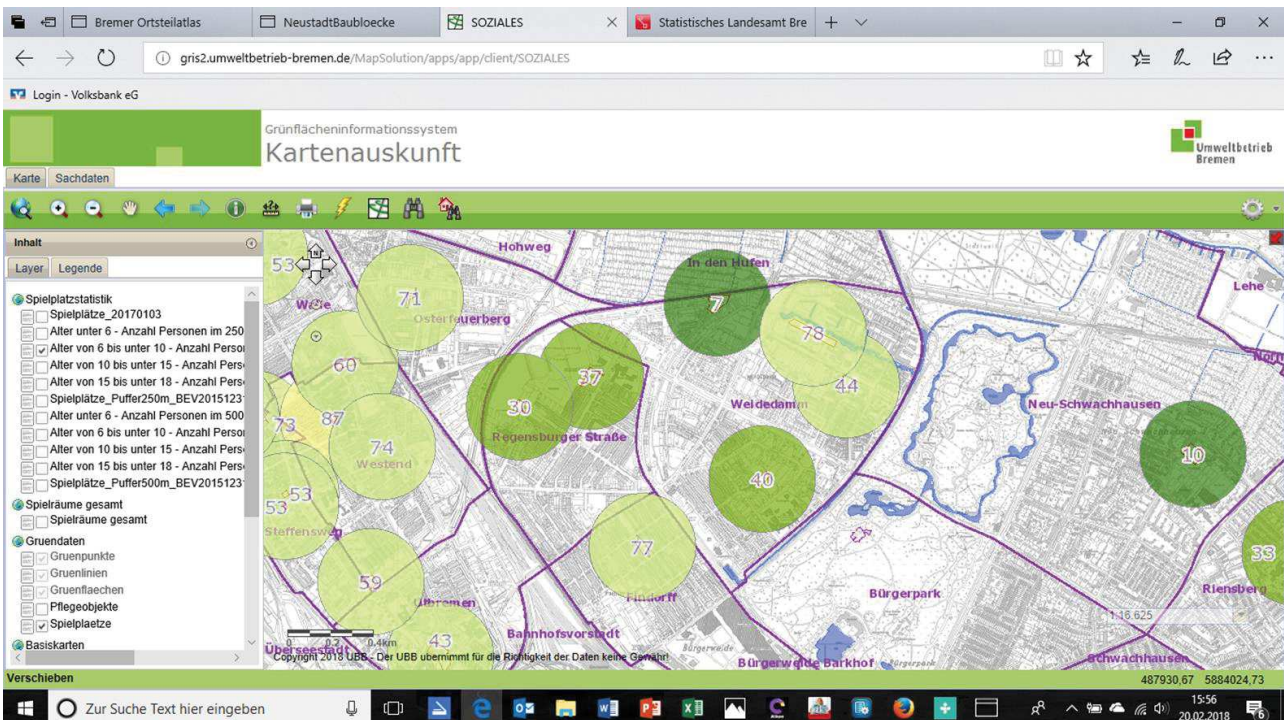 Bremer Ortsteilatlas
NeustadtBaubloecke
SOZIALES
Statistisches Landesamt Bre
gris2.umweltbetrieb-bremen.de/MapSolution/apps/app/client/SOZIALES
Login - Volksbank eG
Grünflächeninformationssystem
Kartenauskunft
Umweltbetrieb
Bremen
Karte
Sachdaten
Inhalt
Layer
Legende
Spielplatzstatistik
Spielplätze_20170103
Alter unter 6 - Anzahl Personen im 250
Alter von 6 bis unter 10 - Anzahl Person
Alter von 10 bis unter 15 - Anzahl Pers
Alter von 15 bis unter 18 - Anzahl Pers
Spielplätze_Puffer250m_BEV2015123
Alter unter 6 - Anzahl Personen im 500
Alter von 6 bis unter 10 - Anzahl Person
Alter von 10 bis unter 15 - Anzahl Pers
Alter von 15 bis unter 18 - Anzahl Pers
Spielplätze_Puffer500m_BEV2015123
Spielräume gesamt
Spielräume gesamt
Gruendaten
Gruenpunkte
Gruenlinien
Gruenflaechen
Pflegeobjekte
Spielplaetze
Basiskarten
Hohweg
In den Hufen
Lehe
53
Walle
71
Osterfeuerberg
7
78
60
37
44
30
Weidedamm
Neu-Schwachhausen
73
87
74
Westend
Regensburger Straße
10
40
53
53
Steffensweg
77
33
59
Utbremen
Findorff
Bürgerpark
Riensberg
1:16.625
0 0.2 0.4km
43
Bahnhofsvorstadt
Bürgerweide
Überseestadt
Copyright 2018 UBB - Der UBB übernimmt für die Richtigkeit der Daten keine Gewähr!
Bürgerweide Barkhof
Bürgerpark
Schwachhausen
Verschieben
487930,67 5884024,73
Zur Suche Text hier eingeben
15:56
20.02.2018